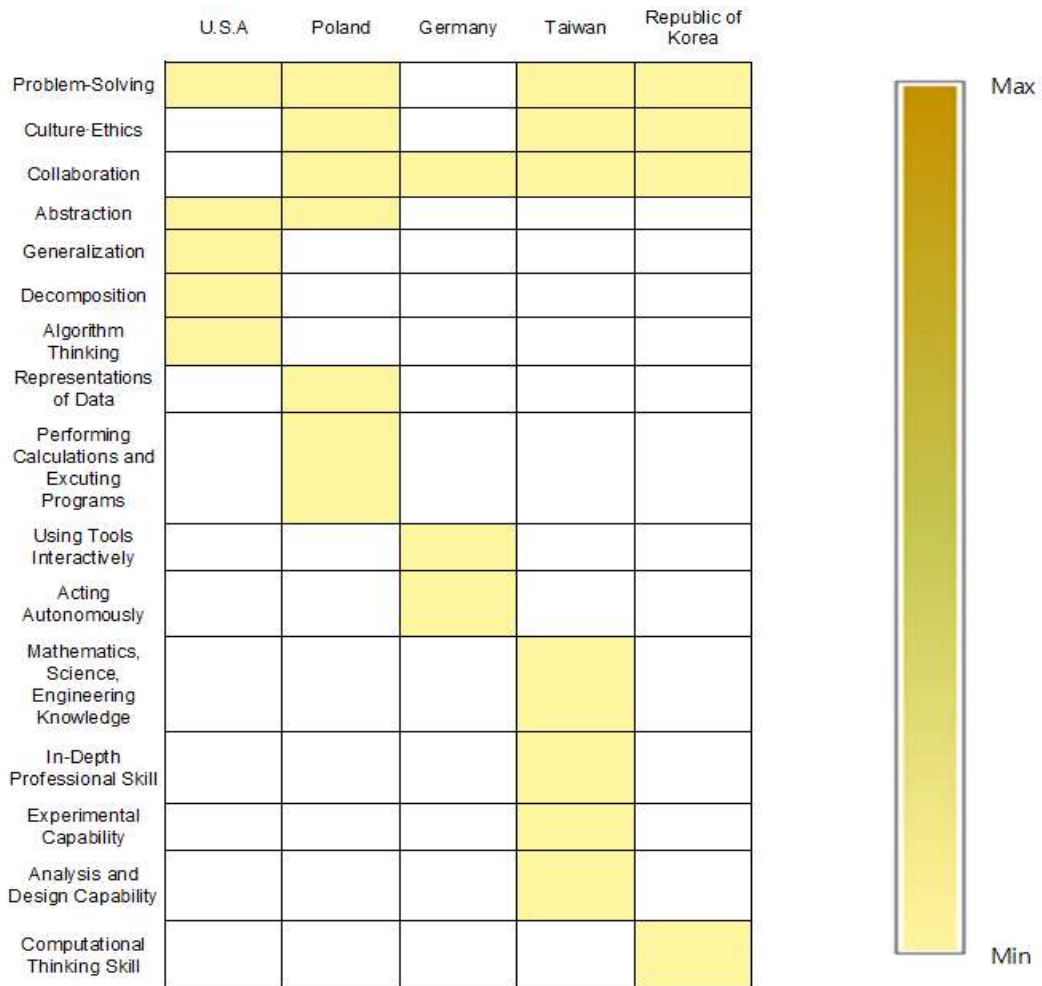 U.S.A Poland Germany Taiwan Republic of
Korea
Problem-Solving
Culture·Ethics
Collaboration
Abstraction
Generalization
Decomposition
Algorithm
Thinking
Representations
of Data
Performing
Calculations and
Excuting
Programs
Using Tools
Interactively
Acting
Autonomously
Mathematics,
Science,
Engineering
Knowledge
In-Depth
Professional Skill
Experimental
Capability
Analysis and
Design Capability
Computational
Thinking Skill
Max
Min